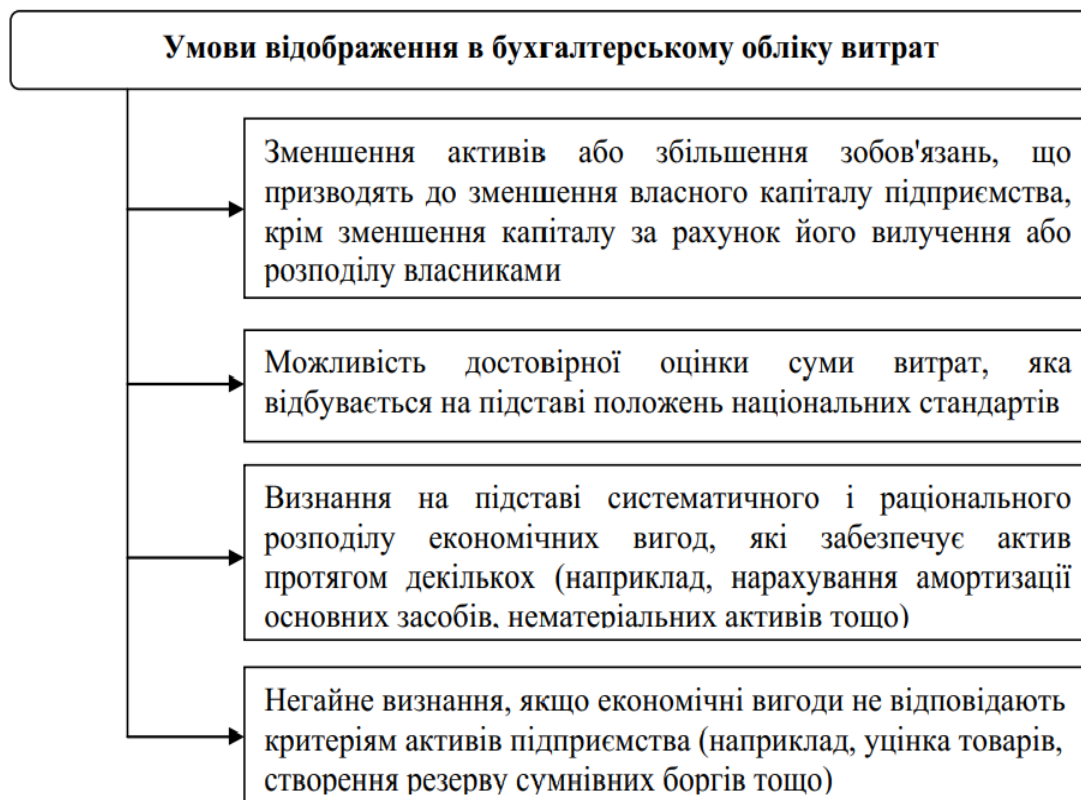 Умови відображення в бухгалтерському обліку витрат
Зменшення активів або збільшення зобов'язань, що
призводять до зменшення власного капіталу підприємства,
крім зменшення капіталу за рахунок його вилучення або
розподілу власниками
Можливість достовірної оцінки суми витрат, яка
відбувається на підставі положень національних стандартів
Визнання на підставі систематичного і раціонального
розподілу економічних вигод, які забезпечує актив
протягом декількох (наприклад, нарахування амортизації
основних засобів, нематеріальних активів тощо)
Негайне визнання, якщо економічні вигоди не відповідають
критеріям активів підприємства (наприклад, уцінка товарів,
створення резерву сумнівних боргів тощо)